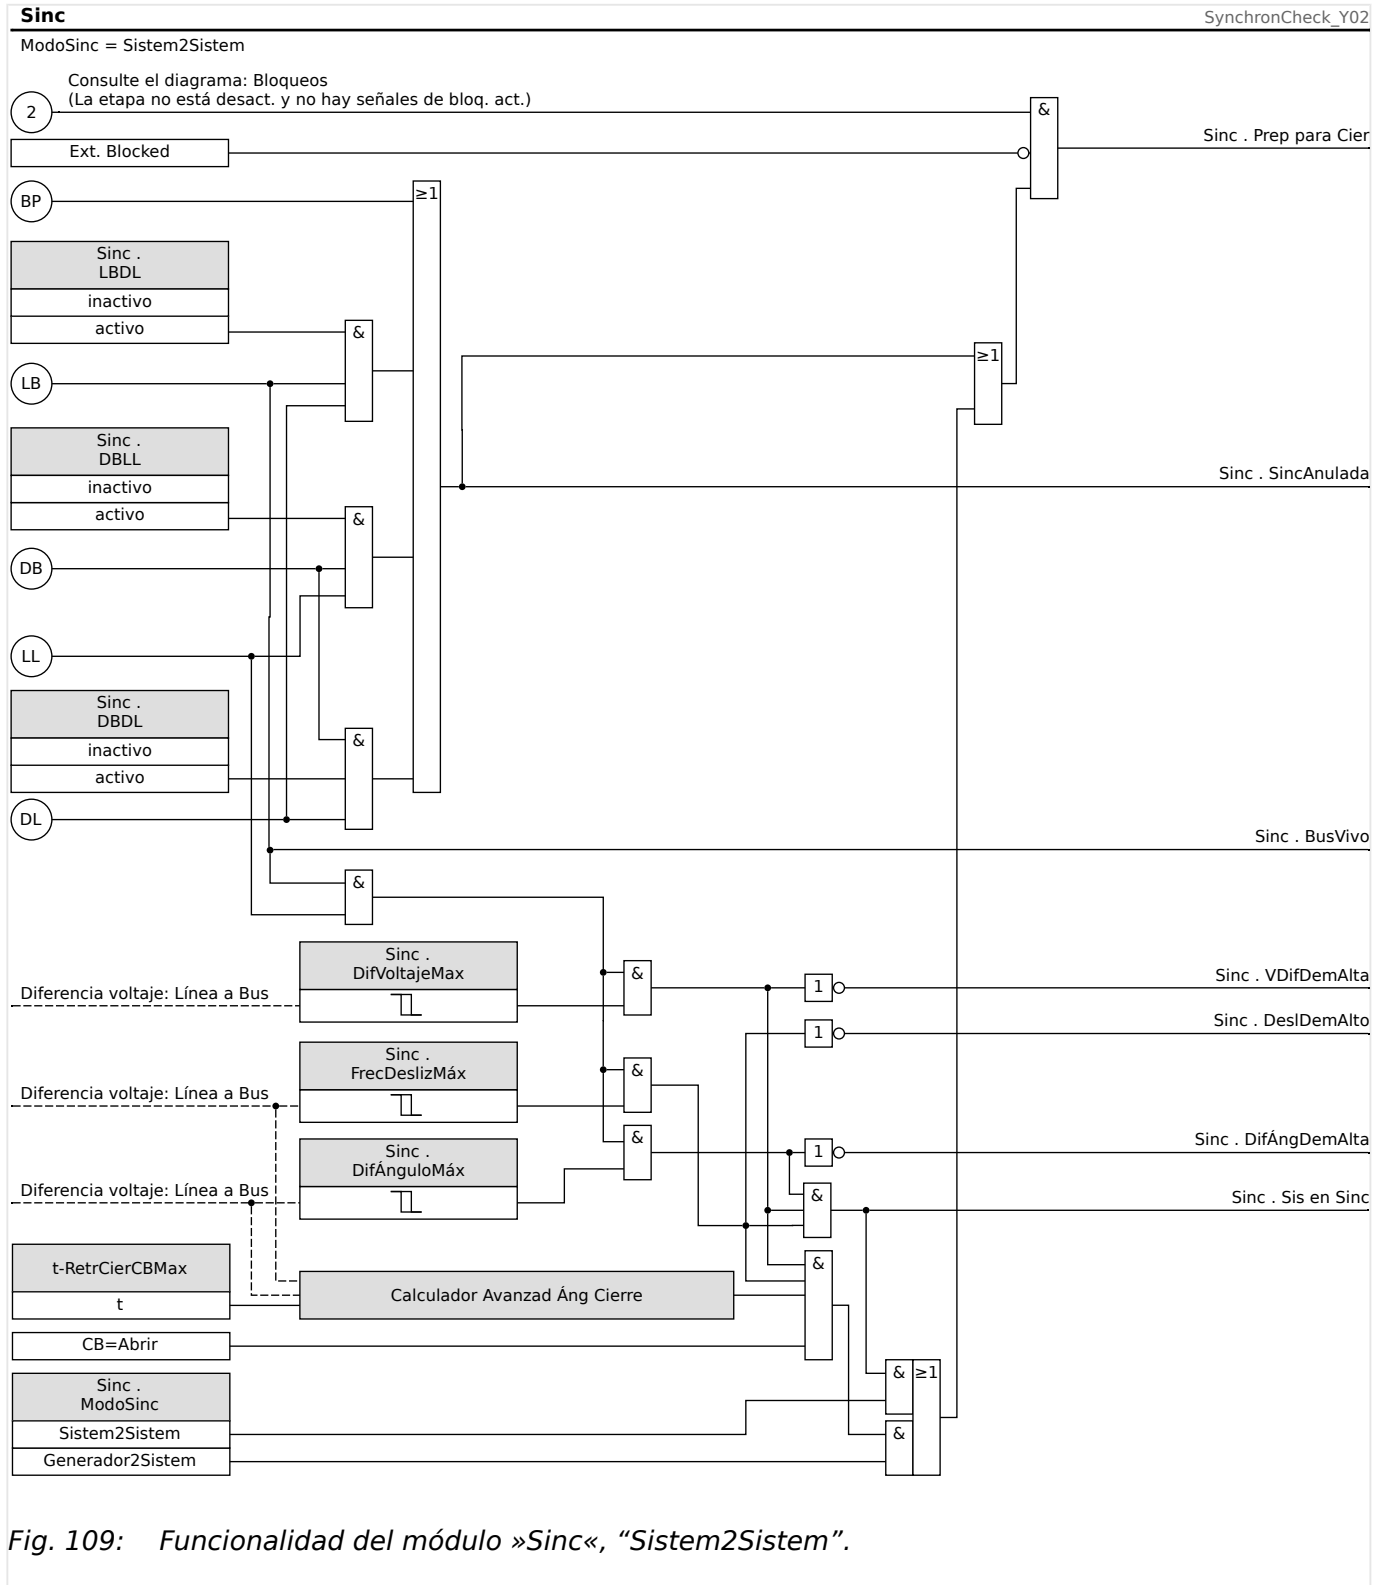 Sinc
SynchronCheck_Y02
ModoSinc = Sistem2Sistem
Consulte el diagrama: Bloqueos
(La etapa no está desact. y no hay señales de bloq. act.)
2
&
Sinc . Prep para Cier
Ext. Blocked
BP
≥1
Sinc .
LBDL
inactivo
activo
&
≥1
LB
Sinc .
DBLL
inactivo
activo
&
Sinc . SincAnulada
DB
LL
Sinc .
DBDL
inactivo
activo
&
DL
Sinc . BusVivo
&
Sinc .
DifVoltajeMax
Diferencia voltaje: Línea a Bus
&
1
Sinc . VDifDemAlta
1
Sinc . DeslDemAlto
Sinc .
FrecDeslizMáx
Diferencia voltaje: Línea a Bus
&
Sinc .
DifÁnguloMáx
Diferencia voltaje: Línea a Bus
&
1
Sinc . DifÁngDemAlta
&
Sinc . Sis en Sinc
t-RetrCierCBMax
t
Calculador Avanzad Áng Cierre
&
CB=Abrir
Sinc .
ModoSinc
Sistem2Sistem
Generador2Sistem
&
≥1
&
Fig. 109: Funcionalidad del módulo »Sinc«, “Sistem2Sistem”.